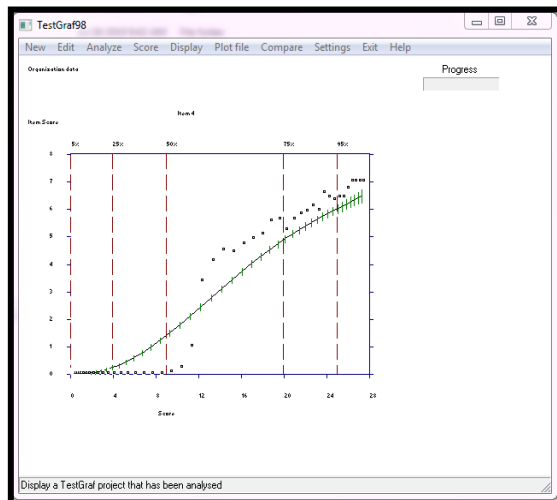 TestGraf98
New Edit Analyze Score Display Plot file Compare Settings Exit Help
Organization data
Progress
Item 4
Item Score
5% 25% 50% 75% 95%
8
7
6
5
4
3
2
1
0
0 4 8 12 16 20 24 28
Score
Display a TestGraf project that has been analysed